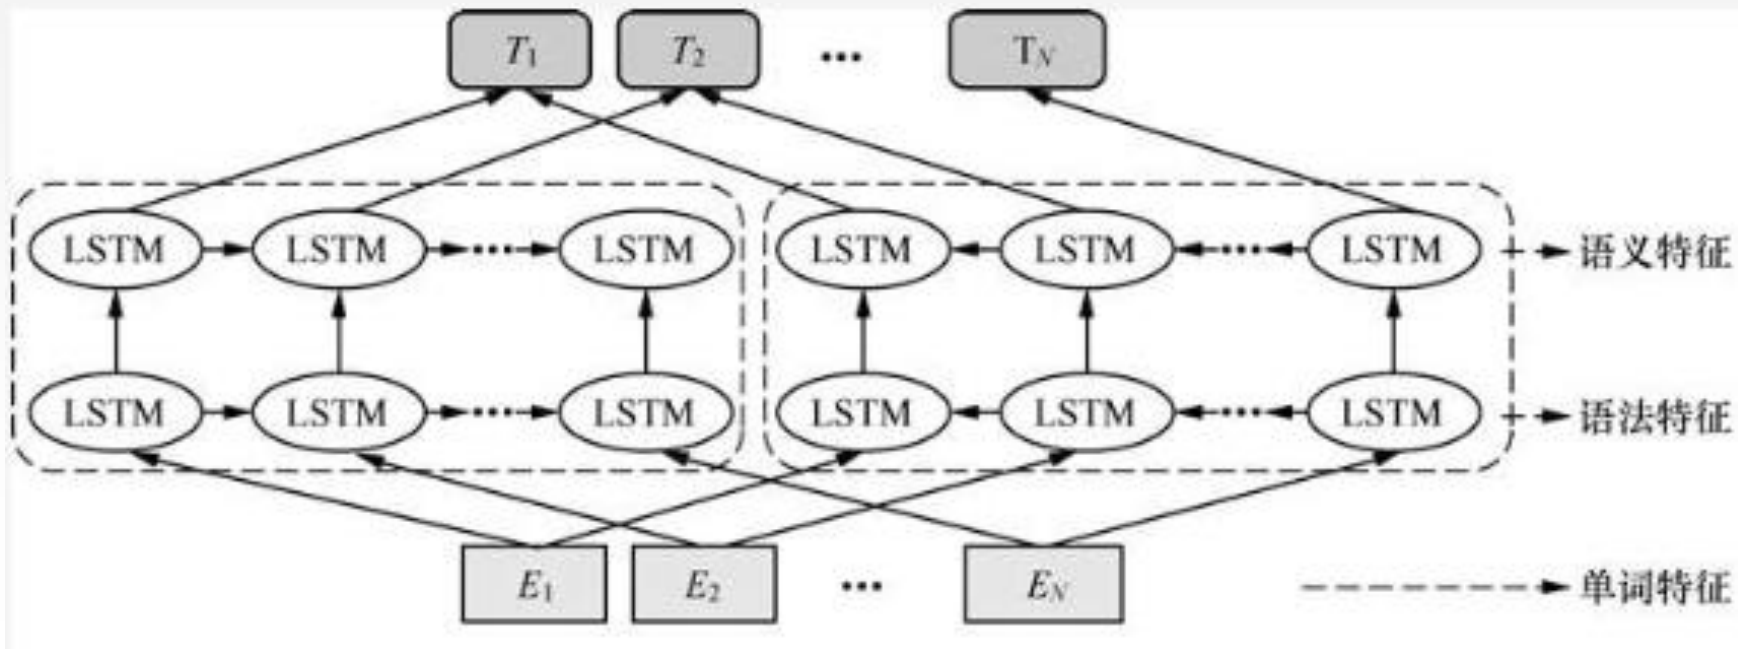 T1 T2 ··· TN
LSTM LSTM ··· LSTM LSTM LSTM ··· LSTM 语义特征
LSTM LSTM ··· LSTM LSTM LSTM ··· LSTM 语法特征
E1 E2 ··· EN 单词特征